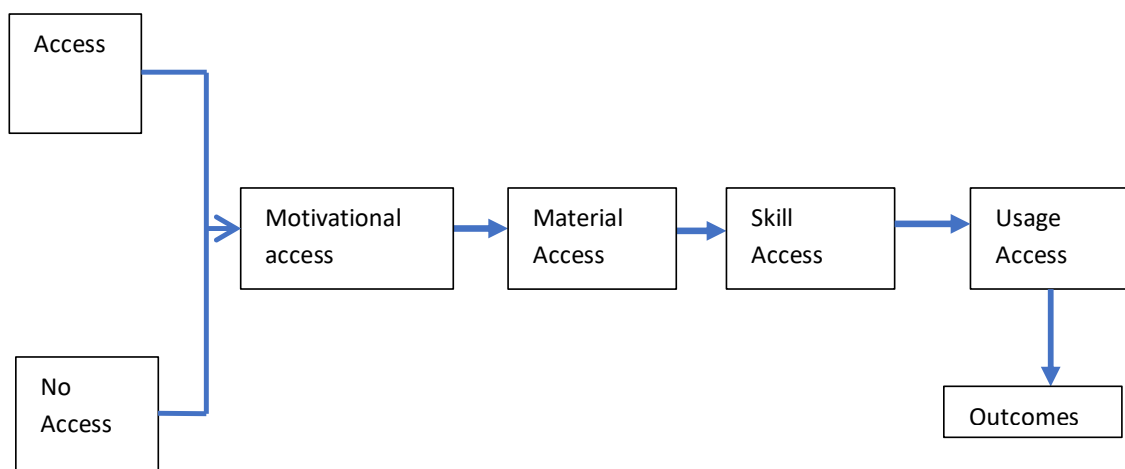 Access
Motivational
access
Material
Access
Skill
Access
Usage
Access
No
Access
Outcomes